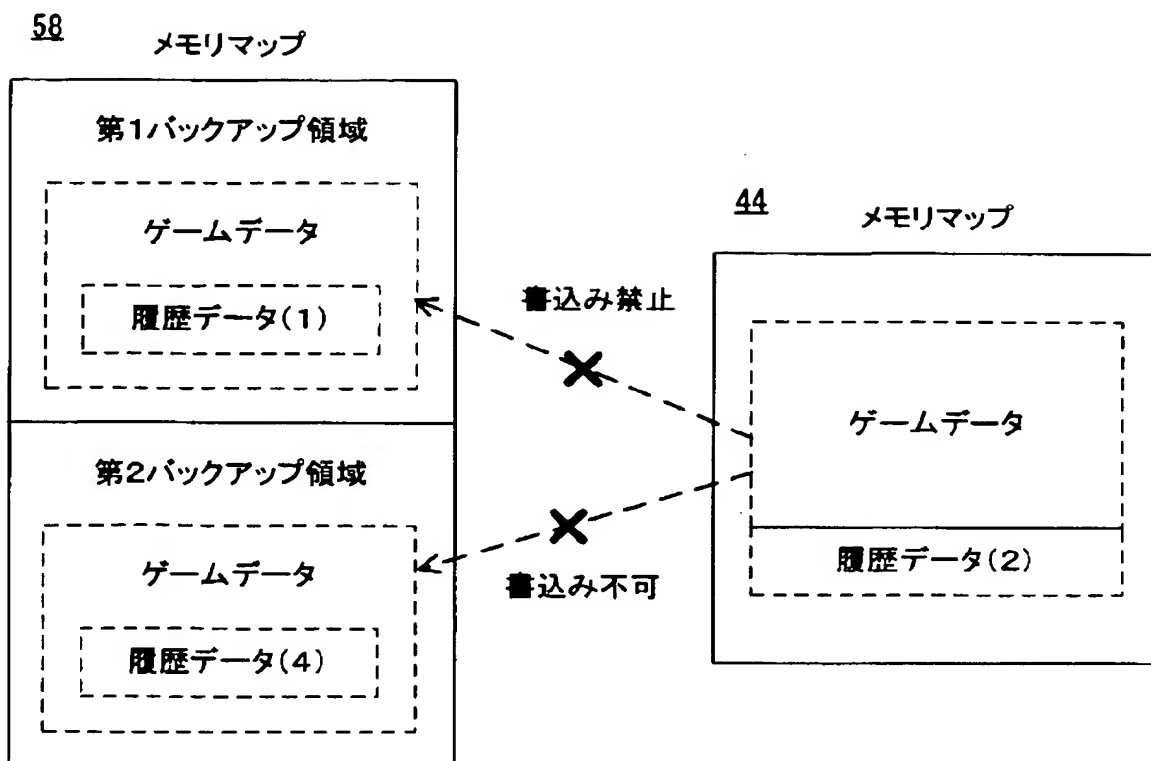 58
メモリマップ
第1バックアップ領域
ゲームデータ
履歴データ(1)
第2バックアップ領域
ゲームデータ
履歴データ(4)
書込み禁止
書込み不可
44
メモリマップ
ゲームデータ
履歴データ(2)